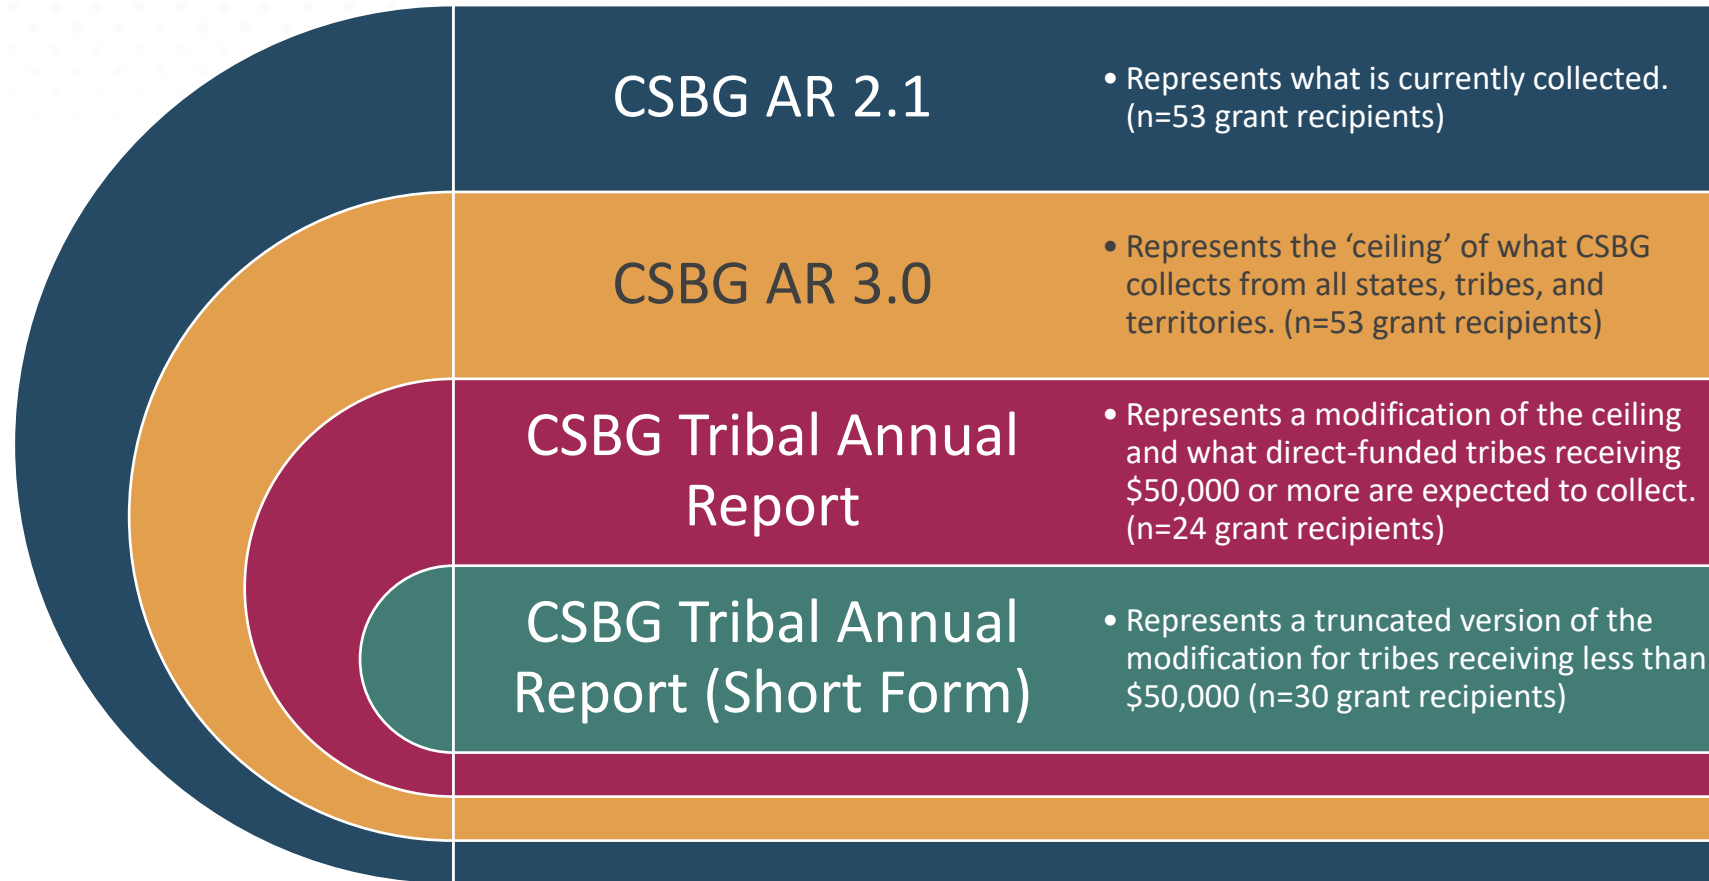 CSBG AR 2.1
• Represents what is currently collected.
(n=53 grant recipients)
CSBG AR 3.0
• Represents the ‘ceiling’ of what CSBG
collects from all states, tribes, and
territories. (n=53 grant recipients)
CSBG Tribal Annual
Report
• Represents a modification of the ceiling
and what direct-funded tribes receiving
$50,000 or more are expected to collect.
(n=24 grant recipients)
CSBG Tribal Annual
Report (Short Form)
• Represents a truncated version of the
modification for tribes receiving less than
$50,000 (n=30 grant recipients)